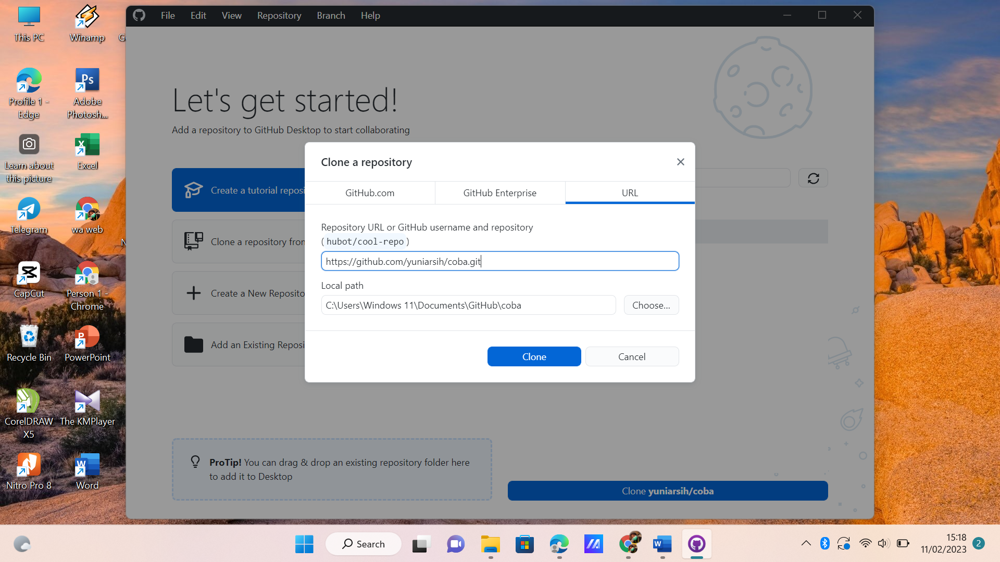 This PC
Winamp
Profile 1 -
Edge
Adobe
Photosh...
Learn about
this picture
Excel
Telegram
wa web
CapCut
Person 1 -
Chrome
Recycle Bin
PowerPoint
CorelDRAW
X5
The KMPlayer
Nitro Pro 8
Word
File Edit View Repository Branch Help
Let's get started!
Add a repository to GitHub Desktop to start collaborating
Create a tutorial reposi
Clone a repository fron
Create a New Reposito
Add an Existing Reposi
Clone a repository
GitHub.com
GitHub Enterprise
URL
Repository URL or GitHub username and repository
(hubot/cool-repo)
https://github.com/yuniarsih/coba.git
Local path
C:\Users\Windows 11\Documents\GitHub\coba
Choose...
Clone
Cancel
ProTip! You can drag & drop an existing repository folder here
to add it to Desktop
Clone yuniarsih/coba
Search
15:18
11/02/2023
2